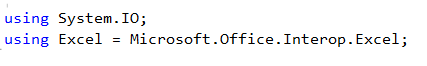 using System.IO;
using Excel = Microsoft.Office.Interop.Excel;